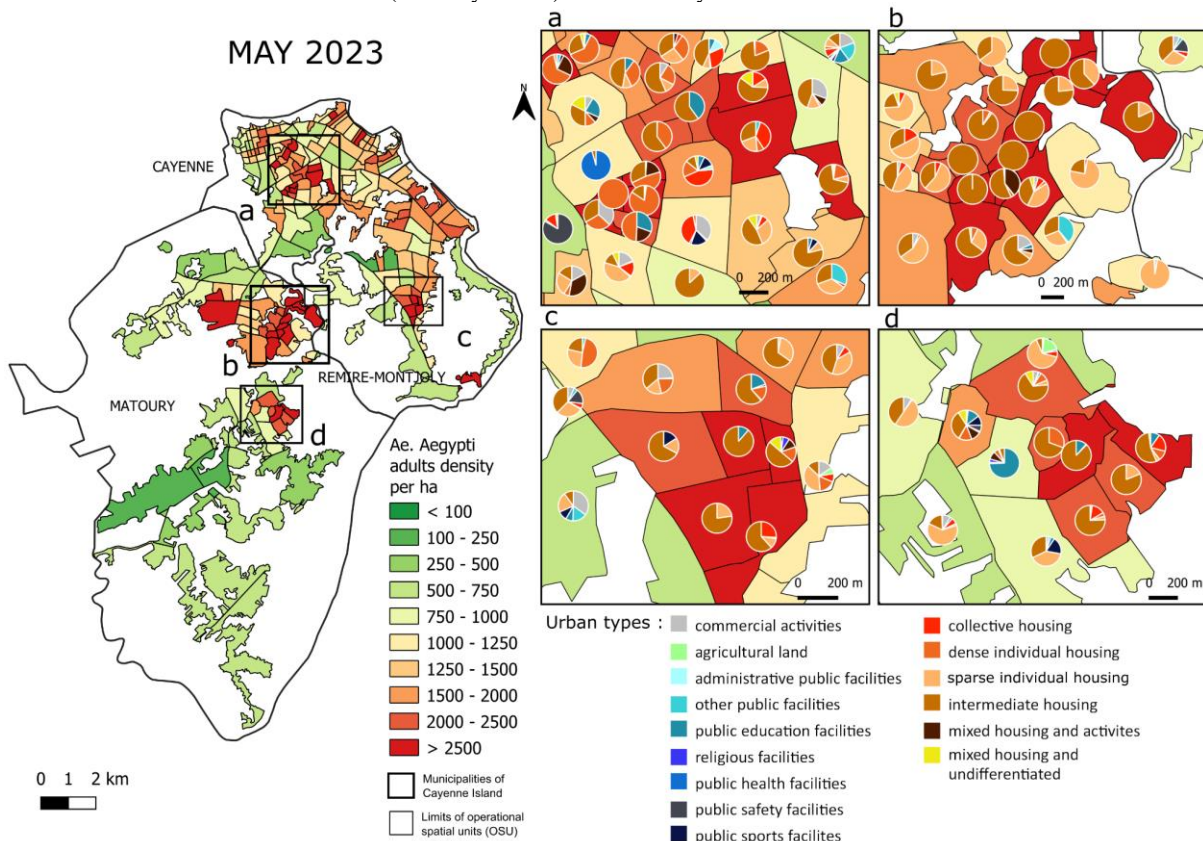 MAY 2023
N
CAYENNE
a
b
c
REMIRE-MONTJOLY
MATOURY
d
Ae. Aegypti
adults density
per ha
< 100
100 - 250
250 - 500
500 - 750
750 - 1000
1000 - 1250
1250 - 1500
1500 - 2000
2000 - 2500
> 2500
Municipalities of
Cayenne Island
Limits of operational
spatial units (OSU)
0 1 2 km
a
0 200 m
b
0 200 m
c
0 200 m
d
0 200 m
Urban types :
commercial activities
agricultural land
administrative public facilities
other public facilities
public education facilities
religious facilities
public health facilities
public safety facilities
public sports facilites
collective housing
dense individual housing
sparse individual housing
intermediate housing
mixed housing and activites
mixed housing and
undifferentiated